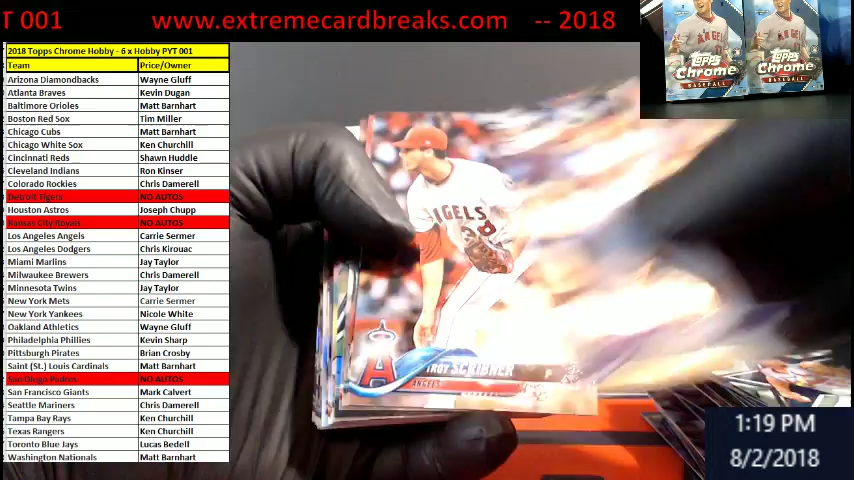 T 001 www.extremecardbreaks.com -- 2018
2018 Topps Chrome Hobby - 6 x Hobby PYT 001
Team Price/Owner
Arizona Diamondbacks Wayne Gluff
Atlanta Braves Kevin Dugan
Baltimore Orioles Matt Barnhart
Boston Red Sox Tim Miller
Chicago Cubs Matt Barnhart
Chicago White Sox Ken Churchill
Cincinnati Reds Shawn Huddle
Cleveland Indians Ron Kinser
Colorado Rockies Chris Damerell
Detroit Tigers NO AUTOS
Houston Astros Joseph Chupp
Kansas City Royals NO AUTOS
Los Angeles Angels Carrie Sermer
Los Angeles Dodgers Chris Kirouac
Miami Marlins Jay Taylor
Milwaukee Brewers Chris Damerell
Minnesota Twins Jay Taylor
New York Mets Carrie Sermer
New York Yankees Nicole White
Oakland Athletics Wayne Gluff
Philadelphia Phillies Kevin Sharp
Pittsburgh Pirates Brian Crosby
Saint (St.) Louis Cardinals Matt Barnhart
San Diego Padres NO AUTOS
San Francisco Giants Mark Calvert
Seattle Mariners Chris Damerell
Tampa Bay Rays Ken Churchill
Texas Rangers Ken Churchill
Toronto Blue Jays Lucas Bedell
Washington Nationals Matt Barnhart
ANGELS
TROY SCRIBNER P
ANGELS
ANGELS
Topps
Chrome
BASEBALL
ANGELS
Topps
Chrome
BASEBALL
1:19 PM
8/2/2018